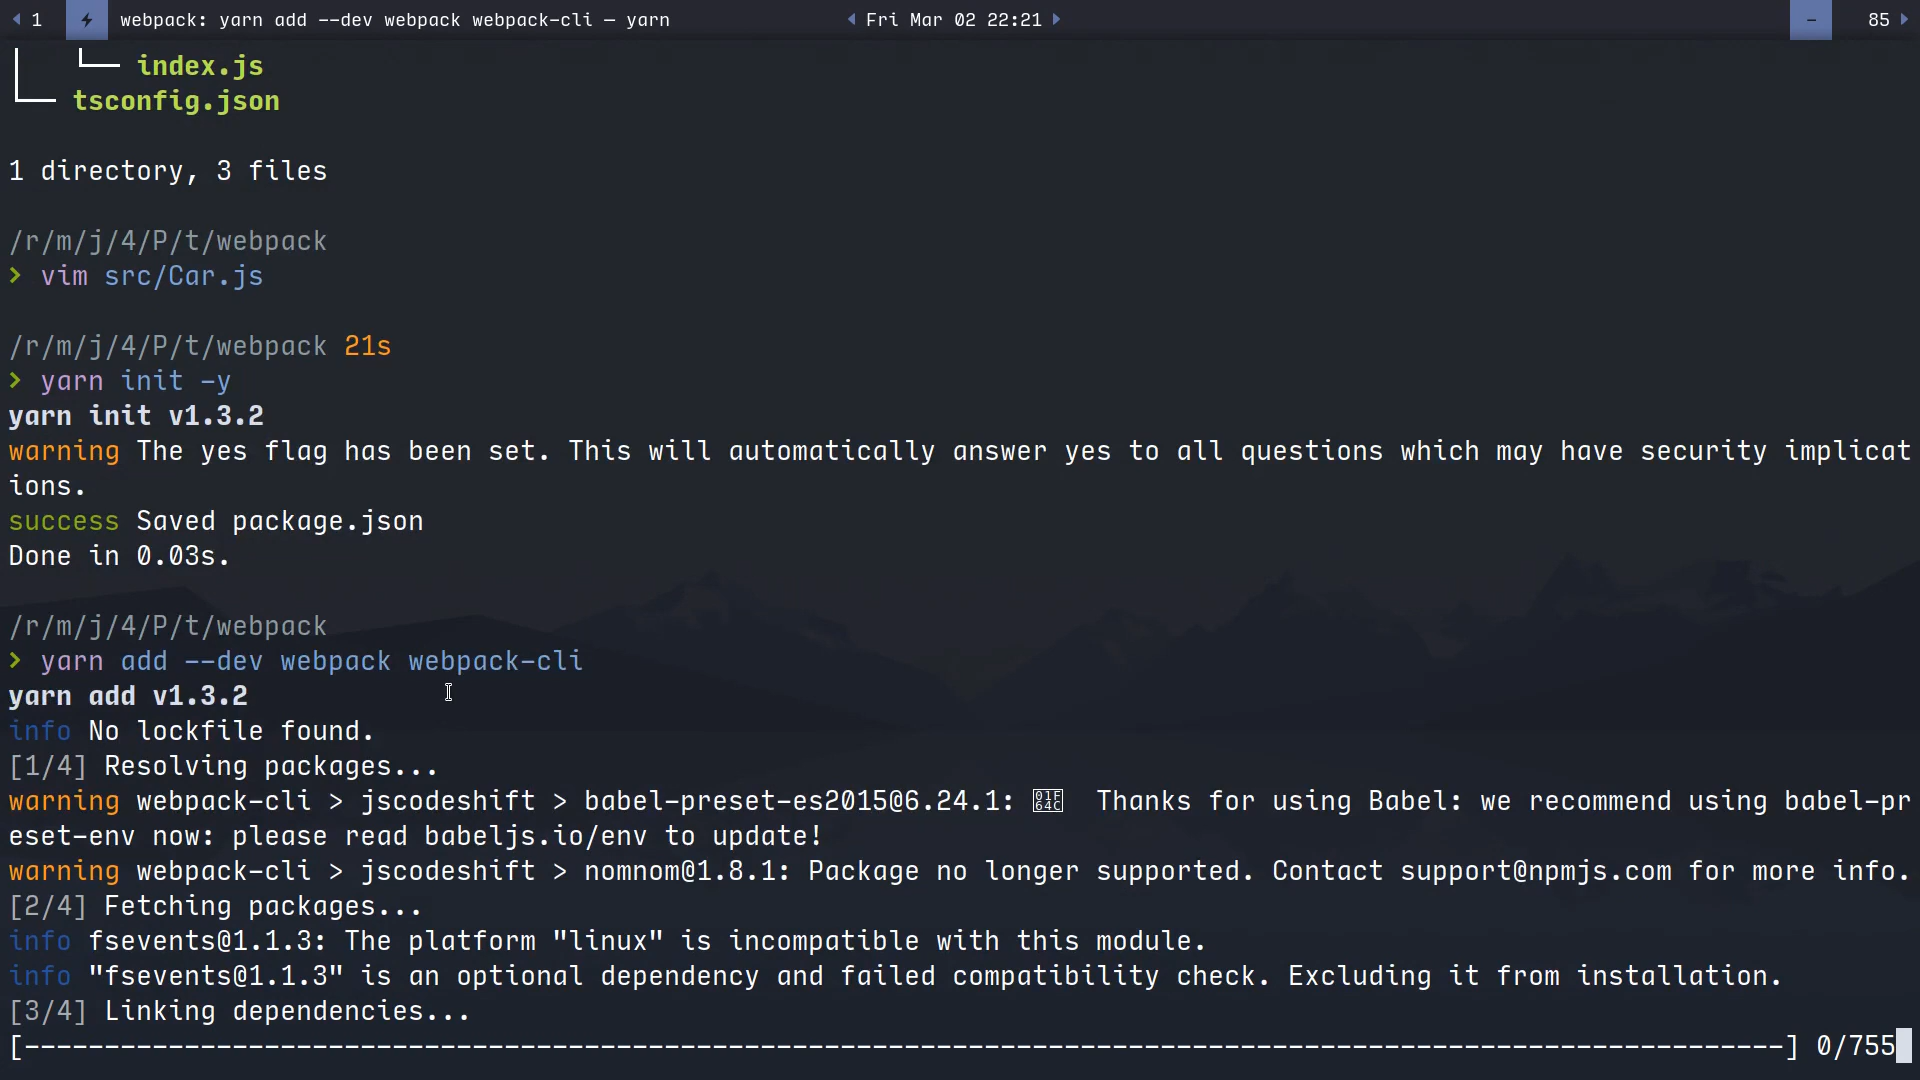 1 webpack: yarn add --dev webpack webpack-cli — yarn Fri Mar 02 22:21 — 85
index.js
tsconfig.json
1 directory, 3 files
/r/m/j/4/P/t/webpack
> vim src/Car.js
/r/m/j/4/P/t/webpack 21s
> yarn init -y
yarn init v1.3.2
warning The yes flag has been set. This will automatically answer yes to all questions which may have security implicat
ions.
success Saved package.json
Done in 0.03s.
/r/m/j/4/P/t/webpack
> yarn add --dev webpack webpack-cli
yarn add v1.3.2
info No lockfile found.
[1/4] Resolving packages...
warning webpack-cli > jscodeshift > babel-preset-es2015@6.24.1: 01F64C Thanks for using Babel: we recommend using babel-pr
eset-env now: please read babeljs.io/env to update!
warning webpack-cli > jscodeshift > nomnom@1.8.1: Package no longer supported. Contact support@npmjs.com for more info.
[2/4] Fetching packages...
info fsevents@1.1.3: The platform "linux" is incompatible with this module.
info "fsevents@1.1.3" is an optional dependency and failed compatibility check. Excluding it from installation.
[3/4] Linking dependencies...
[--------------------------------------------------------------------------------------------------------------] 0/755